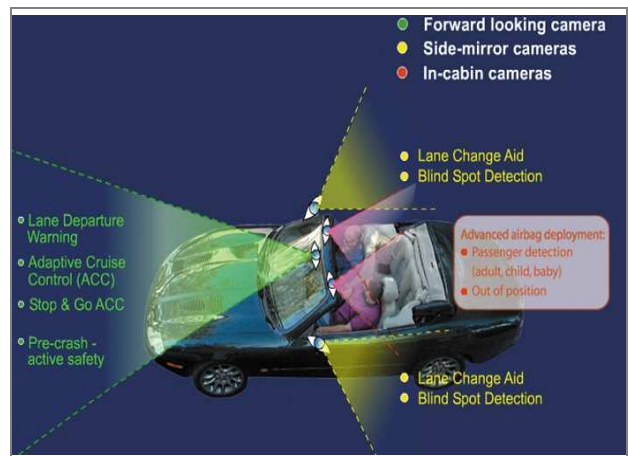 Forward looking camera
Side-mirror cameras
In-cabin cameras
Lane Change Aid
Blind Spot Detection
Lane Departure
Warning
Adaptive Cruise
Control (ACC)
Stop & Go ACC
Pre-crash -
active safety
Advanced airbag deployment:
Passenger detection
(adult, child, baby)
Out of position
Lane Change Aid
Blind Spot Detection